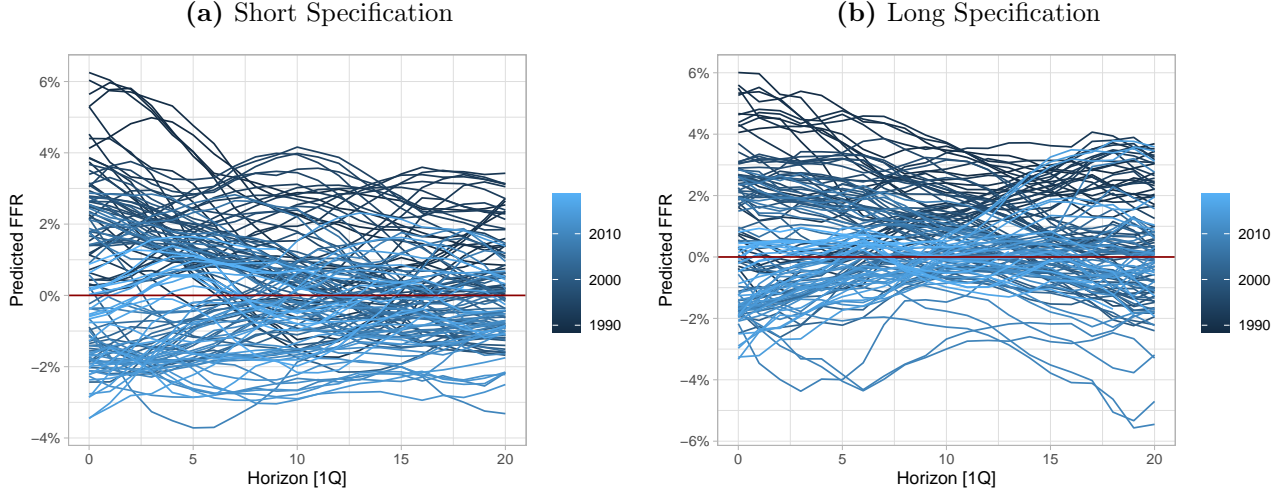 (a) Short Specification
6%
4%
2%
0%
−2%
−4%
0 5 10 15 20
Predicted FFR
Horizon [1Q]
2010
2000
1990
(b) Long Specification
6%
4%
2%
0%
−2%
−4%
−6%
0 5 10 15 20
Predicted FFR
Horizon [1Q]
2010
2000
1990